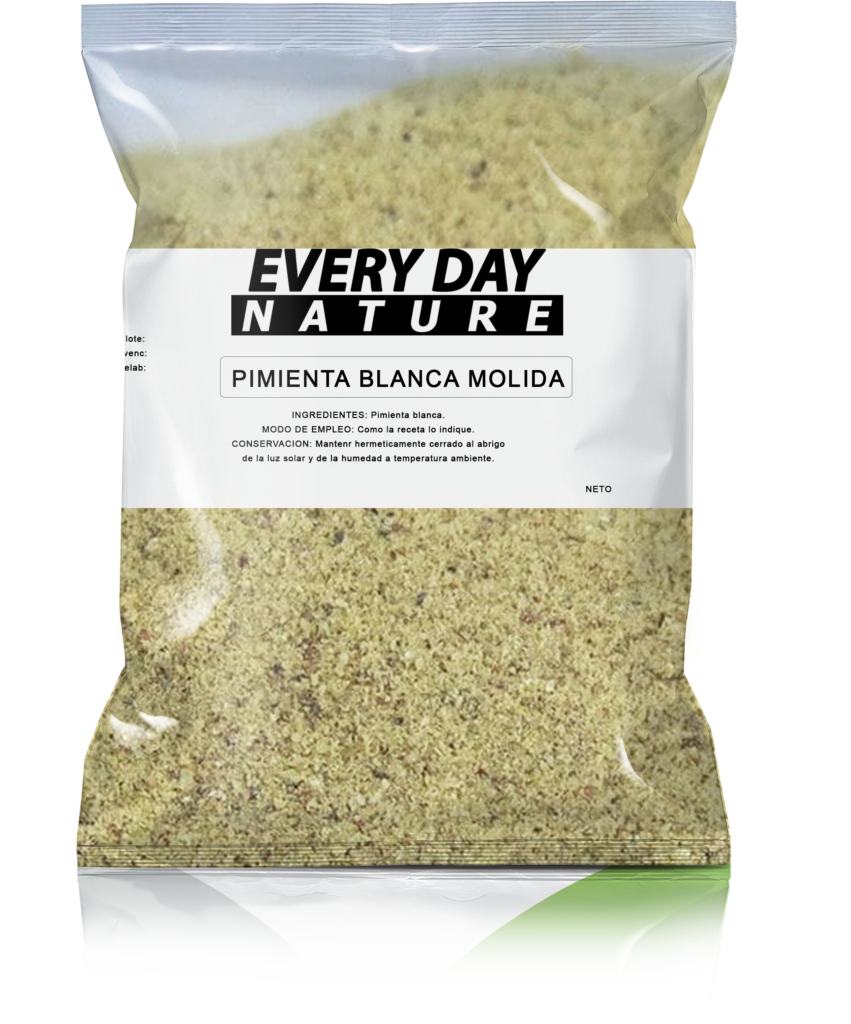 EVERY DAY
NATURE
lote:
venc:
elab:
PIMIENTA BLANCA MOLIDA
INGREDIENTES: Pimienta blanca.
MODO DE EMPLEO: Como la receta lo indique.
CONSERVACION: Mantenr hermeticamente cerrado al abrigo
de la luz solar y de la humedad a temperatura ambiente.
NETO